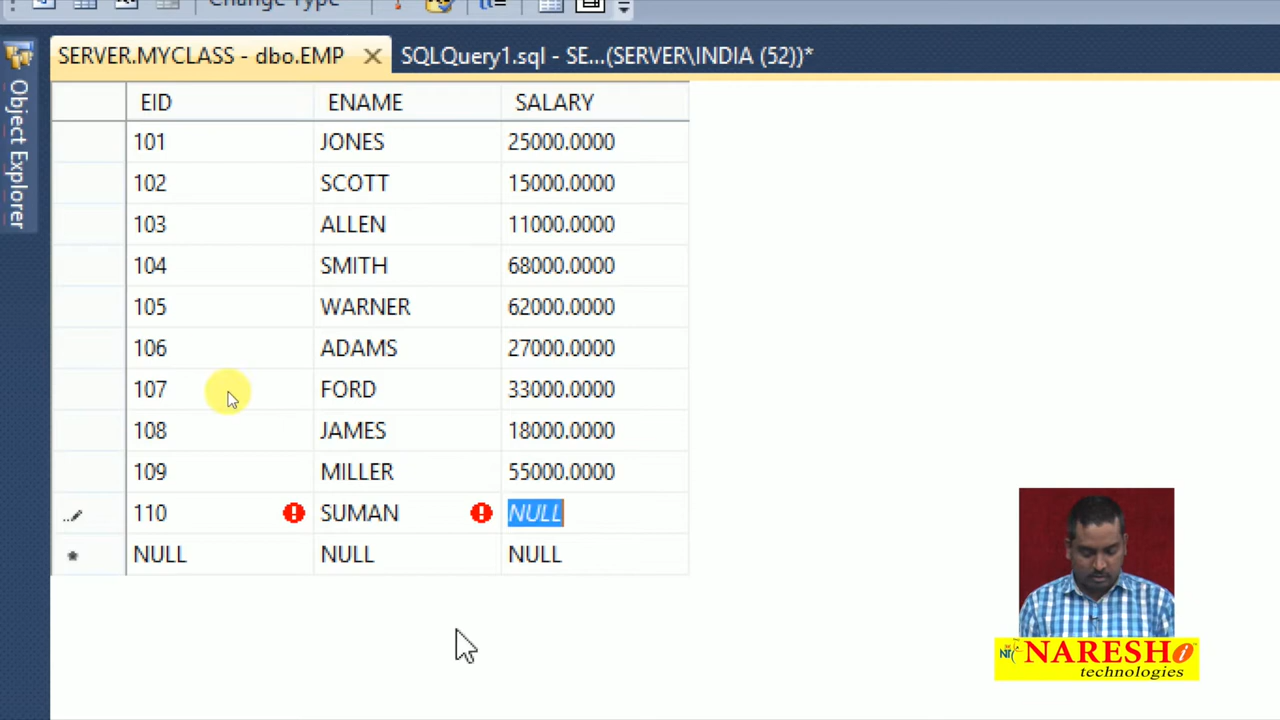 Change Type
SERVER.MYCLASS - dbo.EMP
SQLQuery1.sql - SE...(SERVER\INDIA (52))*
Object Explorer
EID ENAME SALARY
101 JONES 25000.0000
102 SCOTT 15000.0000
103 ALLEN 11000.0000
104 SMITH 68000.0000
105 WARNER 62000.0000
106 ADAMS 27000.0000
107 FORD 33000.0000
108 JAMES 18000.0000
109 MILLER 55000.0000
110 SUMAN NULL
NULL NULL NULL
NARESH i
technologies